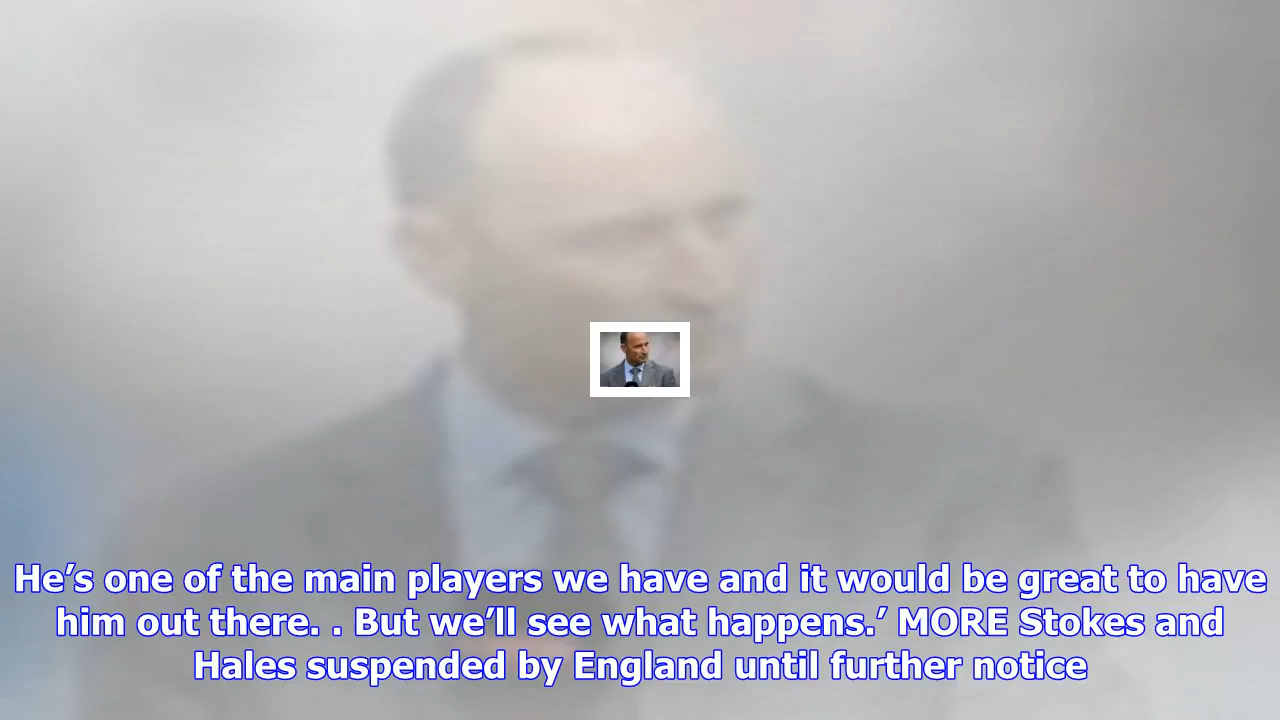 He’s one of the main players we have and it would be great to have
him out there. . But we’ll see what happens.’ MORE Stokes and
Hales suspended by England until further notice